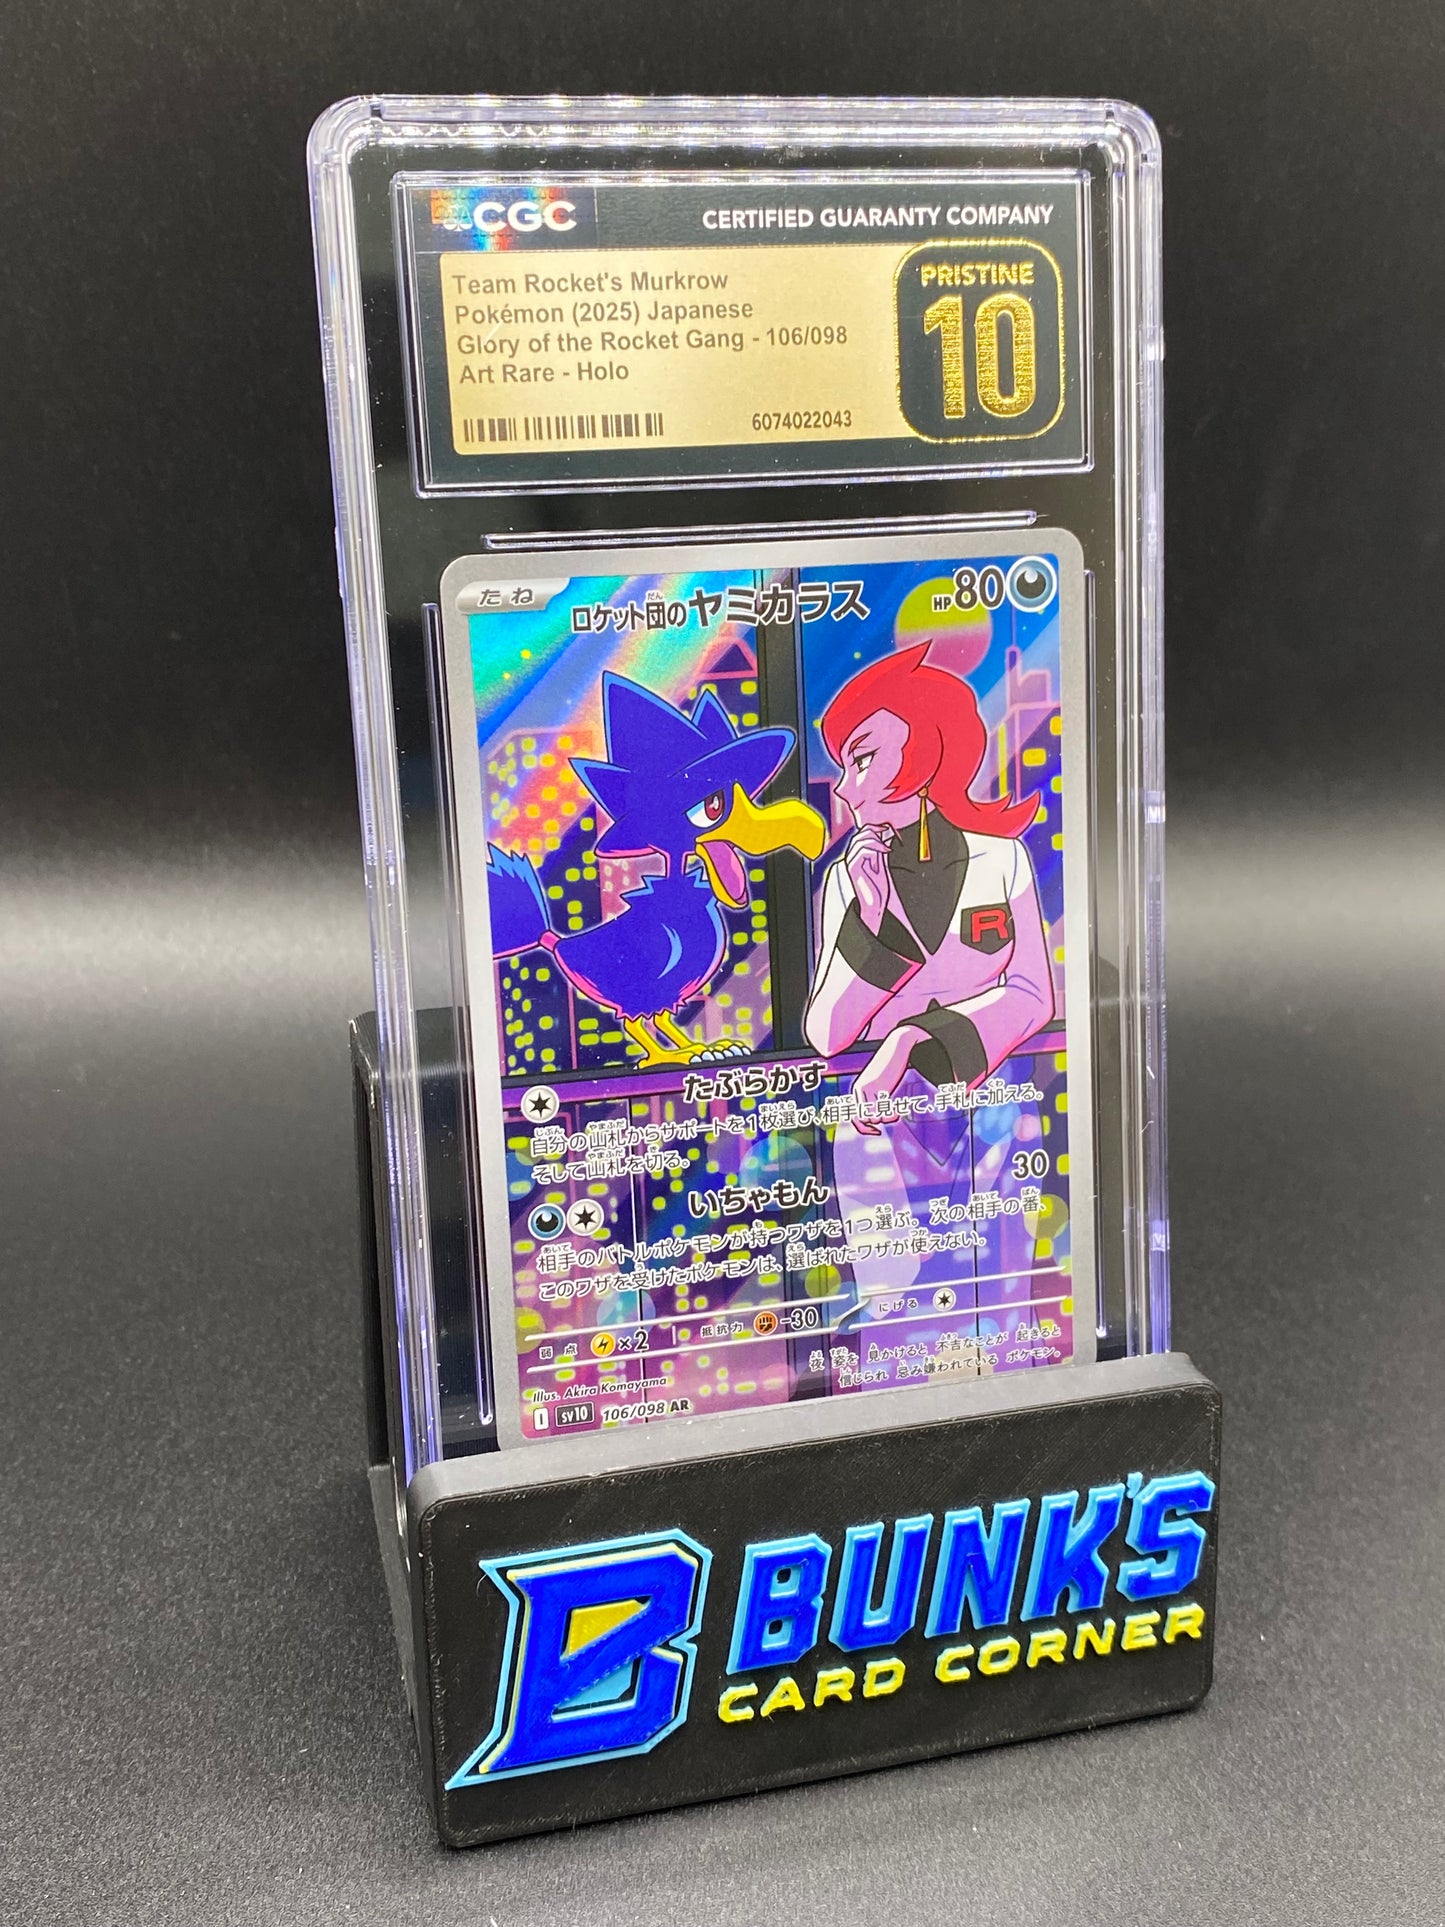 CGC
CERTIFIED GUARANTY COMPANY
Team Rocket's Murkrow
Pokémon (2025) Japanese
Glory of the Rocket Gang - 106/098
Art Rare - Holo
6074022043
PRISTINE
10
たね
ロケット団のヤミカラス
だん
HP80
R
たぶらかす
自分の山札からサポートを1枚選び、相手に見せて、手札に加える。
そして山札を切る。
いちゃもん 30
相手のバトルポケモンが持つワザを1つ選ぶ。次の相手の番、
このワザを受けたポケモンは、選ばれたワザが使えない。
弱点 ×2 抵抗力 -30 にげる
夜 姿を 見かけると 不吉なことが 起きると
信じられ 忌み嫌われている ポケモン。
Illus. Akira Komayama
I sv10 106/098 AR
B BUNK'S
CARD CORNER